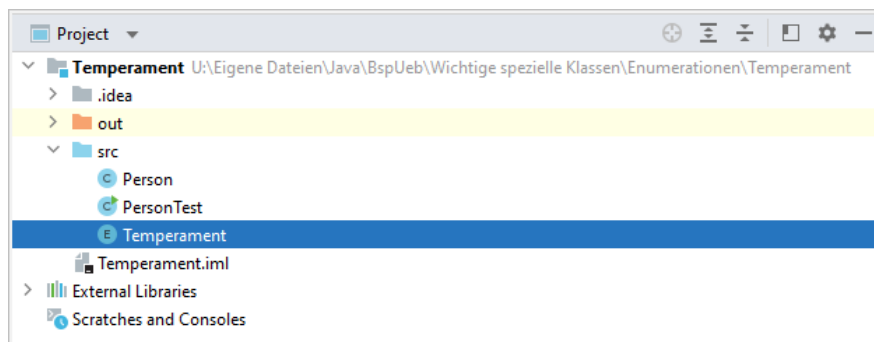 Project
Temperament U:\Eigene Dateien\Java\BspUeb\Wichtige spezielle Klassen\Enumerationen\Temperament
.idea
out
src
C Person
C PersonTest
E Temperament
Temperament.iml
External Libraries
Scratches and Consoles